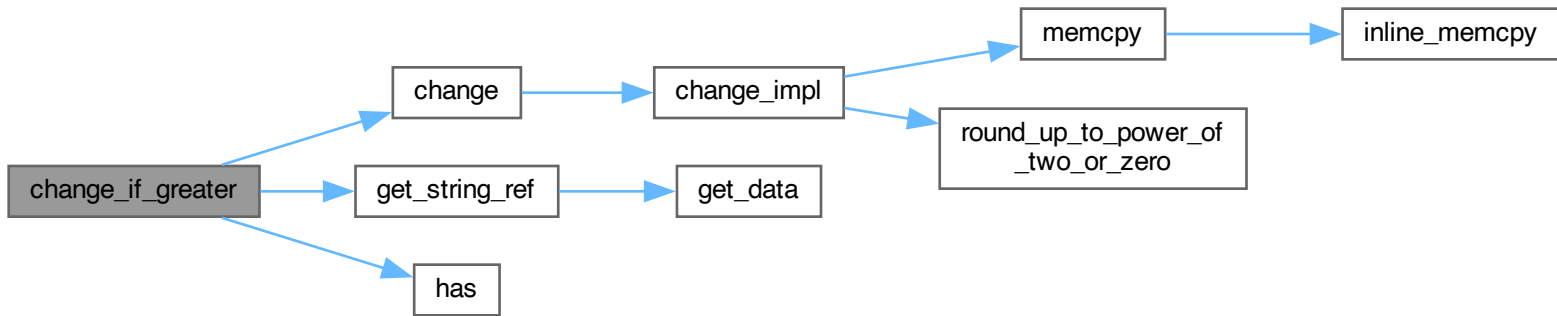 memcpy
inline_memcpy
change
change_impl
round_up_to_power_of
_two_or_zero
change_if_greater
get_string_ref
get_data
has